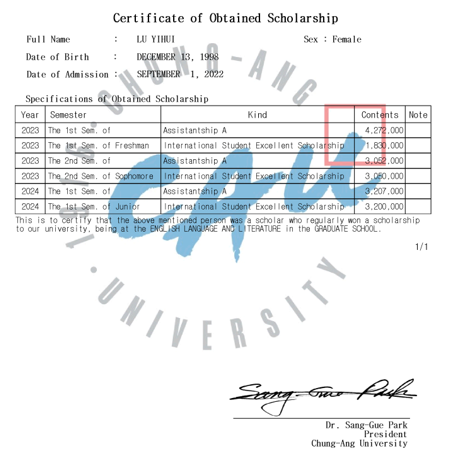 Certificate of Obtained Scholarship
Full Name : LU YIHUI Sex : Female
Date of Birth : DECEMBER 13, 1998
Date of Admission : SEPTEMBER 1, 2022
Specifications of Obtained Scholarship
Year Semester Kind Contents Note
2023 The 1st Sem. of Assistantship A 4,272,000
2023 The 1st Sem. of Freshman International Student Excellent Scholarship 1,830,000
2023 The 2nd Sem. of Assistantship A 3,052,000
2023 The 2nd Sem. of Sophomore International Student Excellent Scholarship 3,050,000
2024 The 1st Sem. of Assistantship A 3,207,000
2024 The 1st Sem. of Junior International Student Excellent Scholarship 3,200,000
This is to certify that the above mentioned person was a scholar who regularly won a scholarship
to our university, being at the ENGLISH LANGUAGE AND LITERATURE in the GRADUATE SCHOOL.
1/1
CHUNG-ANG
CAU
UNIVERSITY
Sang-Gue Park
Dr. Sang-Gue Park
President
Chung-Ang University